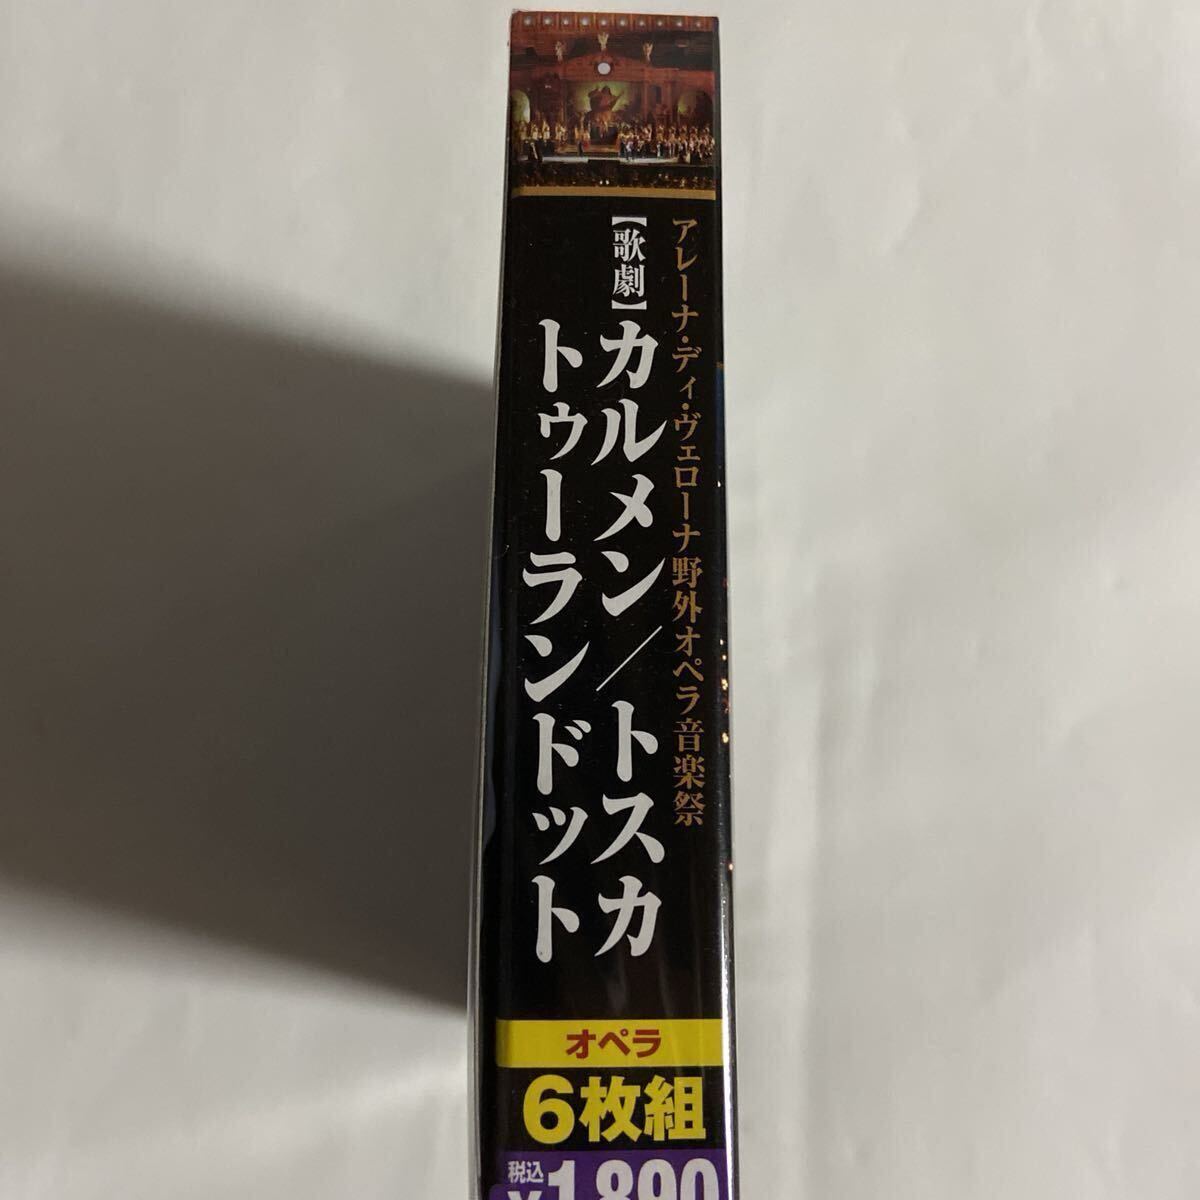 アレーナ・ディ・ヴェローナ野外オペラ音楽祭
【歌劇】カルメン／トスカ
トゥーランドット
オペラ
6枚組
税込
¥1,890